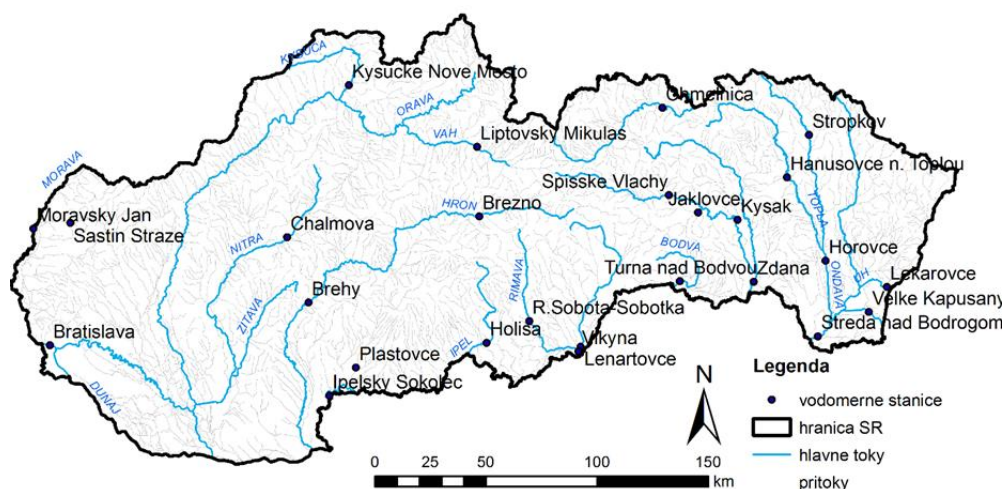 KYSUCA
Kysucke Nove Mesto
Chmelnica
ORAVA
Stropkov
VAH
Liptovsky Mikulas
MORAVA
Hanusovce n. Toplou
Spisske Vlachy
Jaklovce
TOPLA
HRON
Brezno
Kysak
Moravsky Jan
Sastin Straze
Chalmova
NITRA
BODVA
Horovce
RIMAVA
Turna nad Bodvou
Zdana
ONDAVA
Lekarovce
Brehy
ZITAVA
R.Sobota-Sobotka
Velke Kapusany
Bratislava
Holisa
IPEL
Vlkyna
Streda nad Bodrogom
Plastovce
Lenartovce
Ipelsky Sokolec
DUNAJ
Legenda
N
vodomerne stanice
hranica SR
hlavne toky
pritoky
0 25 50 100 150
km